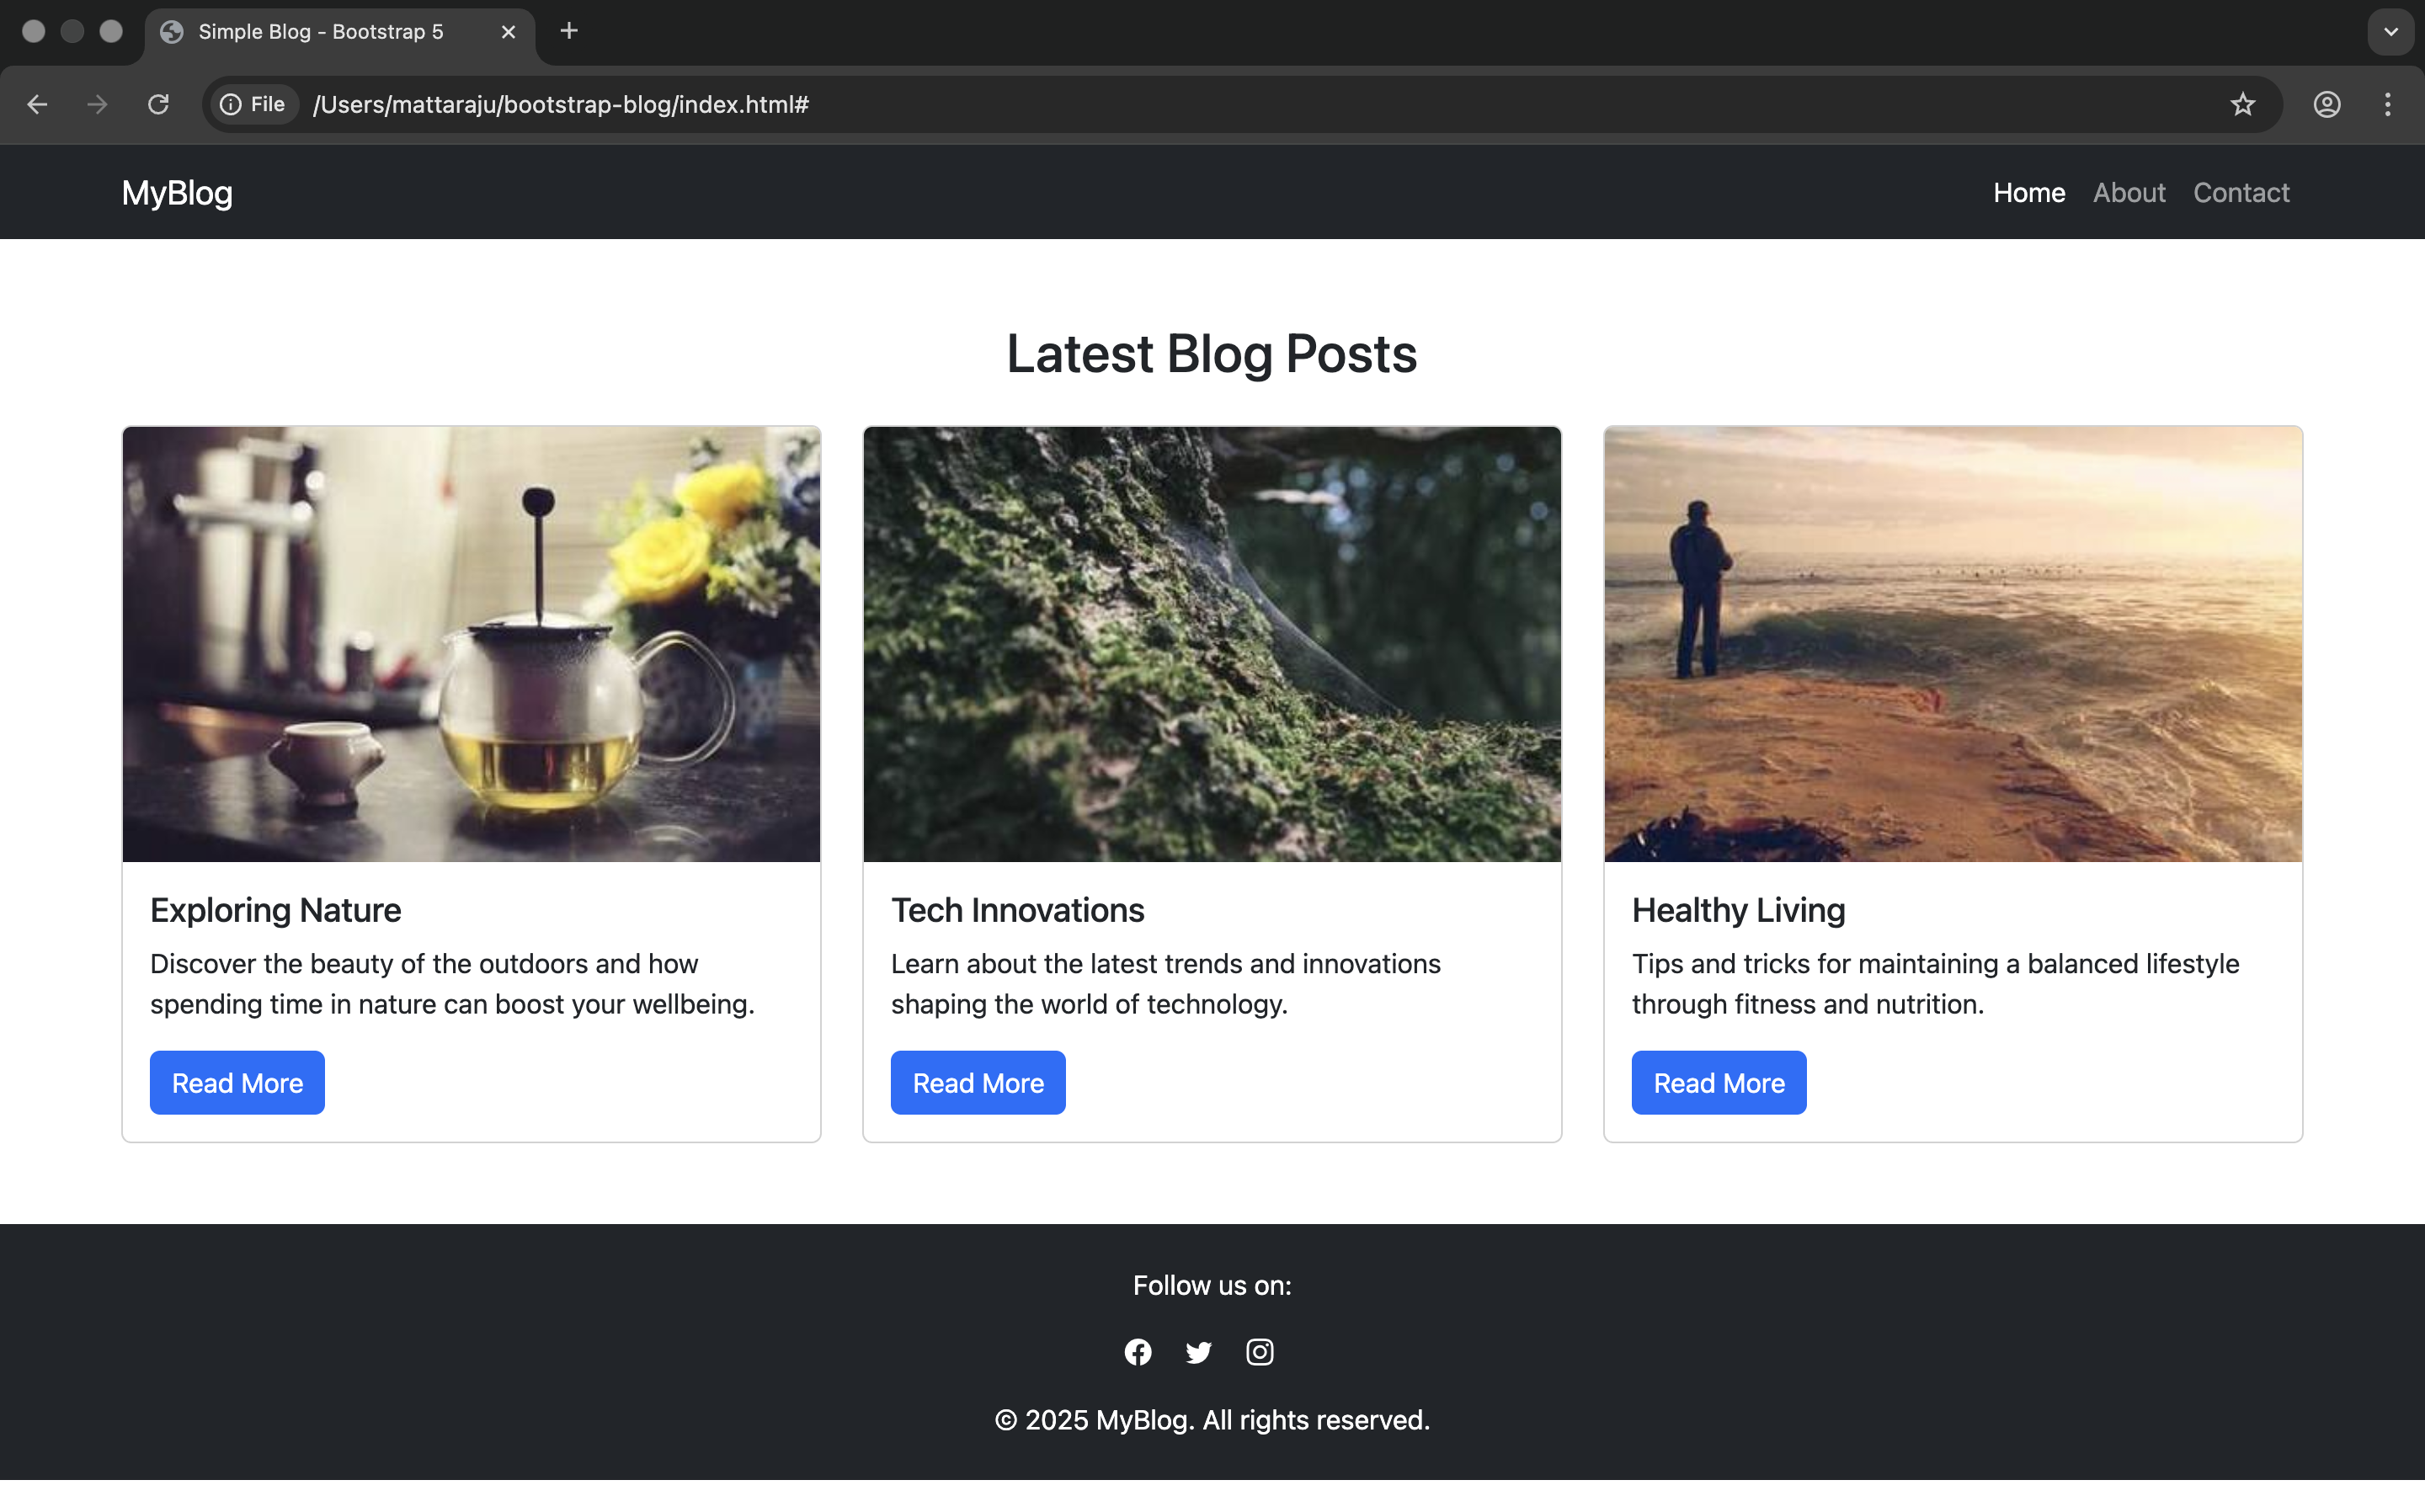 Simple Blog - Bootstrap 5
File /Users/mattaraju/bootstrap-blog/index.html#
MyBlog Home About Contact
Latest Blog Posts
Exploring Nature
Discover the beauty of the outdoors and how
spending time in nature can boost your wellbeing.
Read More
Tech Innovations
Learn about the latest trends and innovations
shaping the world of technology.
Read More
Healthy Living
Tips and tricks for maintaining a balanced lifestyle
through fitness and nutrition.
Read More
Follow us on:
© 2025 MyBlog. All rights reserved.